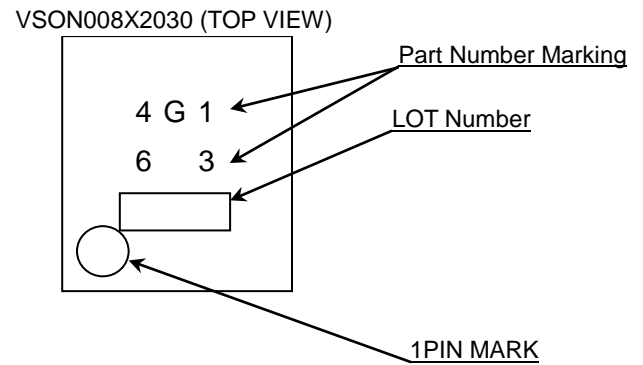 VSON008X2030 (TOP VIEW)
Part Number Marking
4 G 1
LOT Number
6 3
1PIN MARK